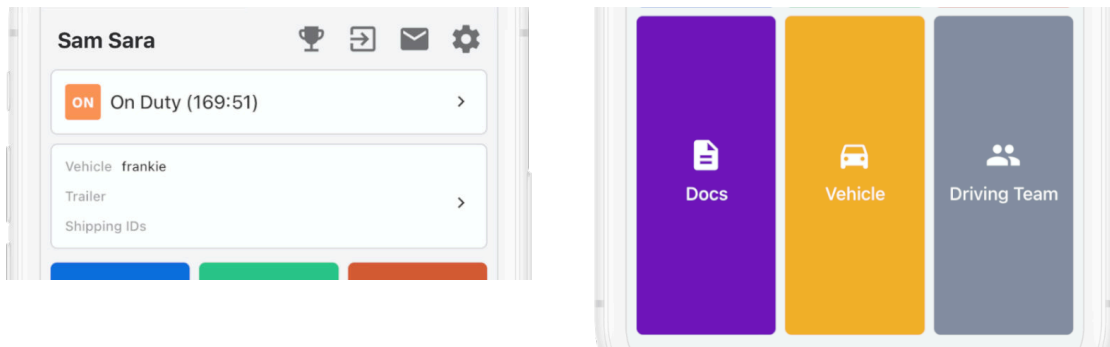 Sam Sara
ON On Duty (169:51)
Vehicle frankie
Trailer
Shipping IDs
Docs
Vehicle
Driving Team